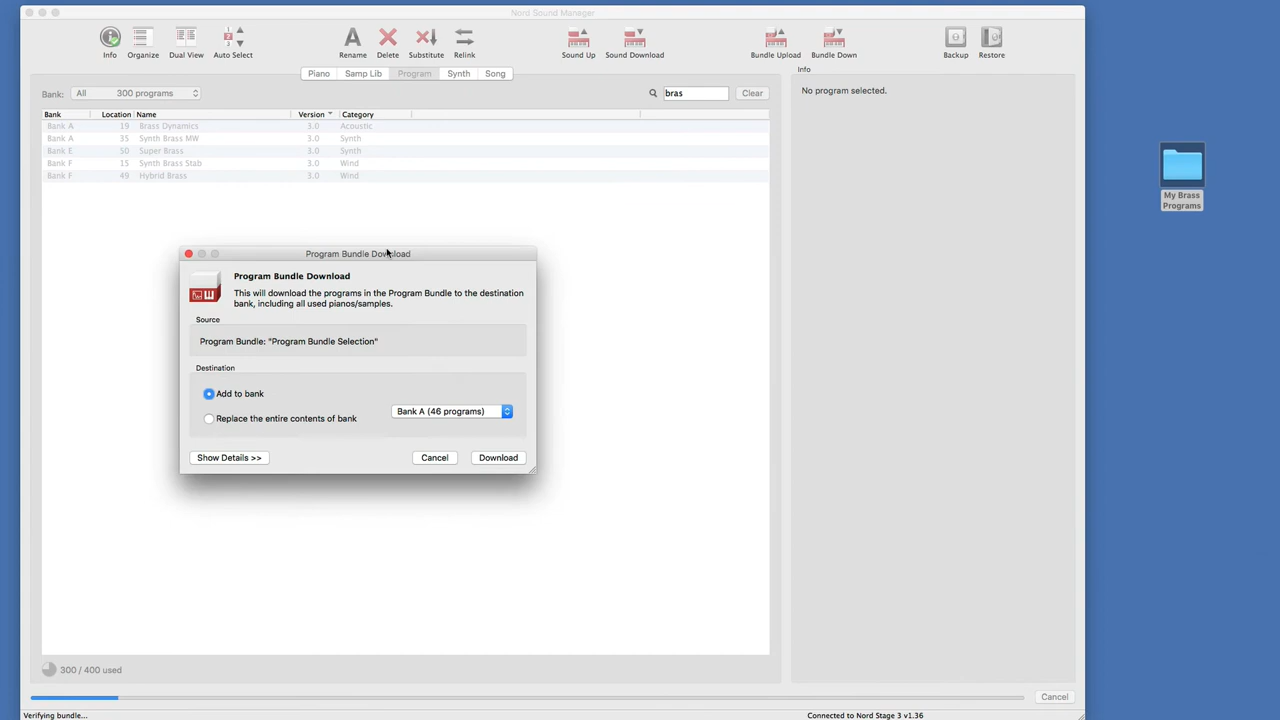 Nord Sound Manager
Info Organize Dual View Auto Select Rename Delete Substitute Relink Sound Up Sound Download Bundle Upload Bundle Down Backup Restore
Piano Samp Lib Program Synth Song
Info
Bank: All 300 programs bras Clear
No program selected.
Bank Location Name Version Category
Bank A 19 Brass Dynamics 3.0 Acoustic
Bank A 35 Synth Brass MW 3.0 Synth
Bank E 50 Super Brass 3.0 Synth
Bank F 15 Synth Brass Stab 3.0 Wind
Bank F 49 Hybrid Brass 3.0 Wind
My Brass
Programs
Program Bundle Download
Program Bundle Download
This will download the programs in the Program Bundle to the destination
bank, including all used pianos/samples.
Source
Program Bundle: "Program Bundle Selection"
Destination
Add to bank
Bank A (46 programs)
Replace the entire contents of bank
Show Details >> Cancel Download
300 / 400 used
Cancel
Verifying bundle... Connected to Nord Stage 3 v1.36